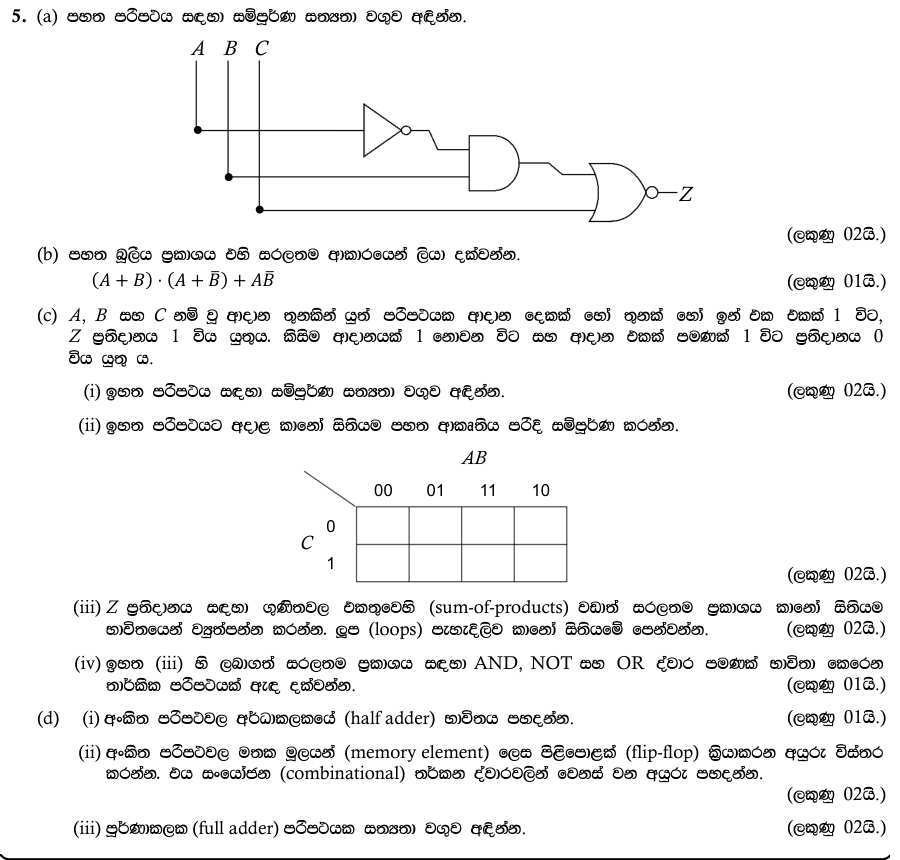 5. (a) පහත පරිපථය සඳහා සම්පූර්ණ සත්‍යතා වගුව අඳින්න.
A B C
Z
(ලකුණු 02යි.)
(b) පහත බූලීය ප්‍රකාශය එහි සරලතම ආකාරයෙන් ලියා දක්වන්න.
(A + B) · (A + B̅) + AB̅ (ලකුණු 01යි.)
(c) A, B සහ C නම් වූ ආදාන තුනකින් යුත් පරිපථයක ආදාන දෙකක් හෝ තුනක් හෝ ඉන් එක එකක් 1 විට,
Z ප්‍රතිදානය 1 විය යුතුය. කිසිම ආදානයක් 1 නොවන විට සහ ආදාන එකක් පමණක් 1 විට ප්‍රතිදානය 0
විය යුතු ය.
(i) ඉහත පරිපථය සඳහා සම්පූර්ණ සත්‍යතා වගුව අඳින්න. (ලකුණු 02යි.)
(ii) ඉහත පරිපථයට අදාළ කානෝ සිතියම පහත ආකෘතිය පරිදි සම්පූර්ණ කරන්න.
AB
00 01 11 10
0
C
1
(ලකුණු 02යි.)
(iii) Z ප්‍රතිදානය සඳහා ගුණිතවල එකතුවෙහි (sum-of-products) වඩාත් සරලතම ප්‍රකාශය කානෝ සිතියම
භාවිතයෙන් ව්‍යුත්පන්න කරන්න. ලූප (loops) පැහැදිලිව කානෝ සිතියමේ පෙන්වන්න. (ලකුණු 02යි.)
(iv) ඉහත (iii) හි ලබාගත් සරලතම ප්‍රකාශය සඳහා AND, NOT සහ OR ද්වාර පමණක් භාවිතා කෙරෙන
තාර්කික පරිපථයක් ඇඳ දක්වන්න. (ලකුණු 01යි.)
(d) (i) අංකිත පරිපථවල අර්ධාකලකයේ (half adder) භාවිතය පහදන්න. (ලකුණු 01යි.)
(ii) අංකිත පරිපථවල මතක මූලයන් (memory element) ලෙස පිළිපොළක් (flip-flop) ක්‍රියාකරන අයුරු විස්තර
කරන්න. එය සංයෝජන (combinational) තර්කන ද්වාරවලින් වෙනස් වන අයුරු පහදන්න.
(ලකුණු 02යි.)
(iii) පූර්ණාකලක (full adder) පරිපථයක සත්‍යතා වගුව අඳින්න. (ලකුණු 02යි.)